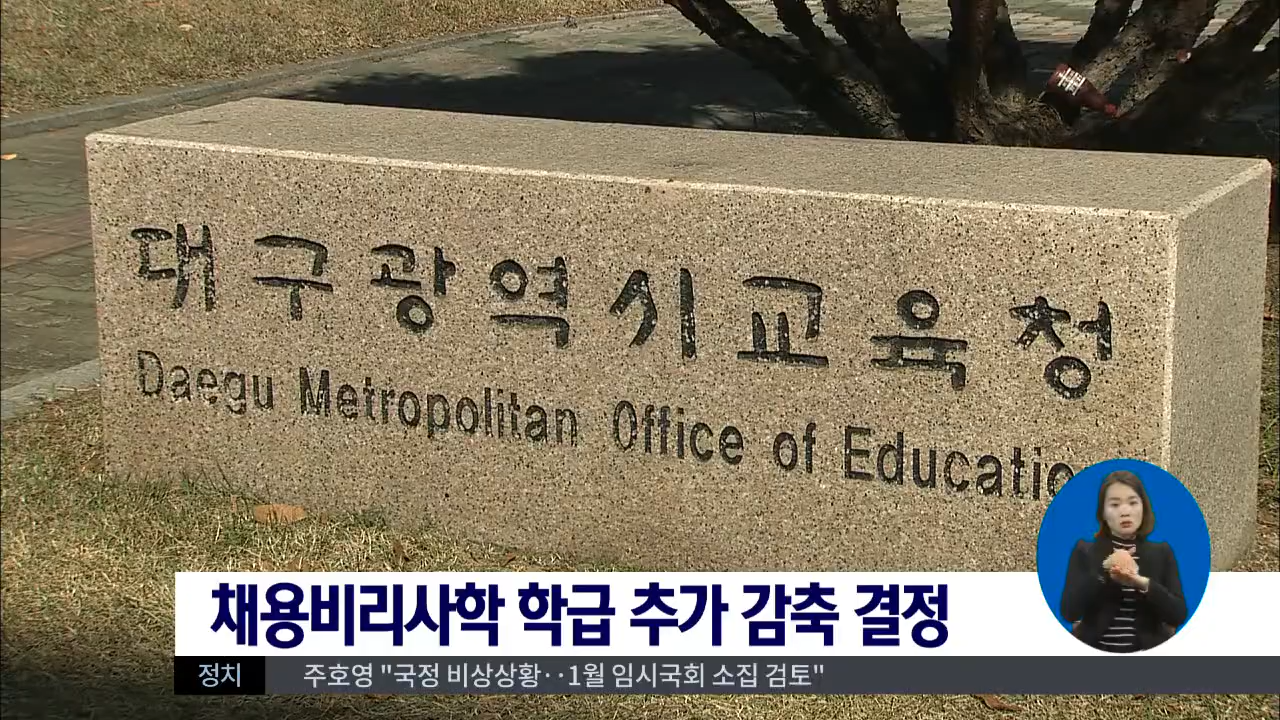 대구광역시교육청
Daegu Metropolitan Office of Educatio
채용비리사학 학급 추가 감축 결정
정치 주호영 "국정 비상상황‥1월 임시국회 소집 검토"